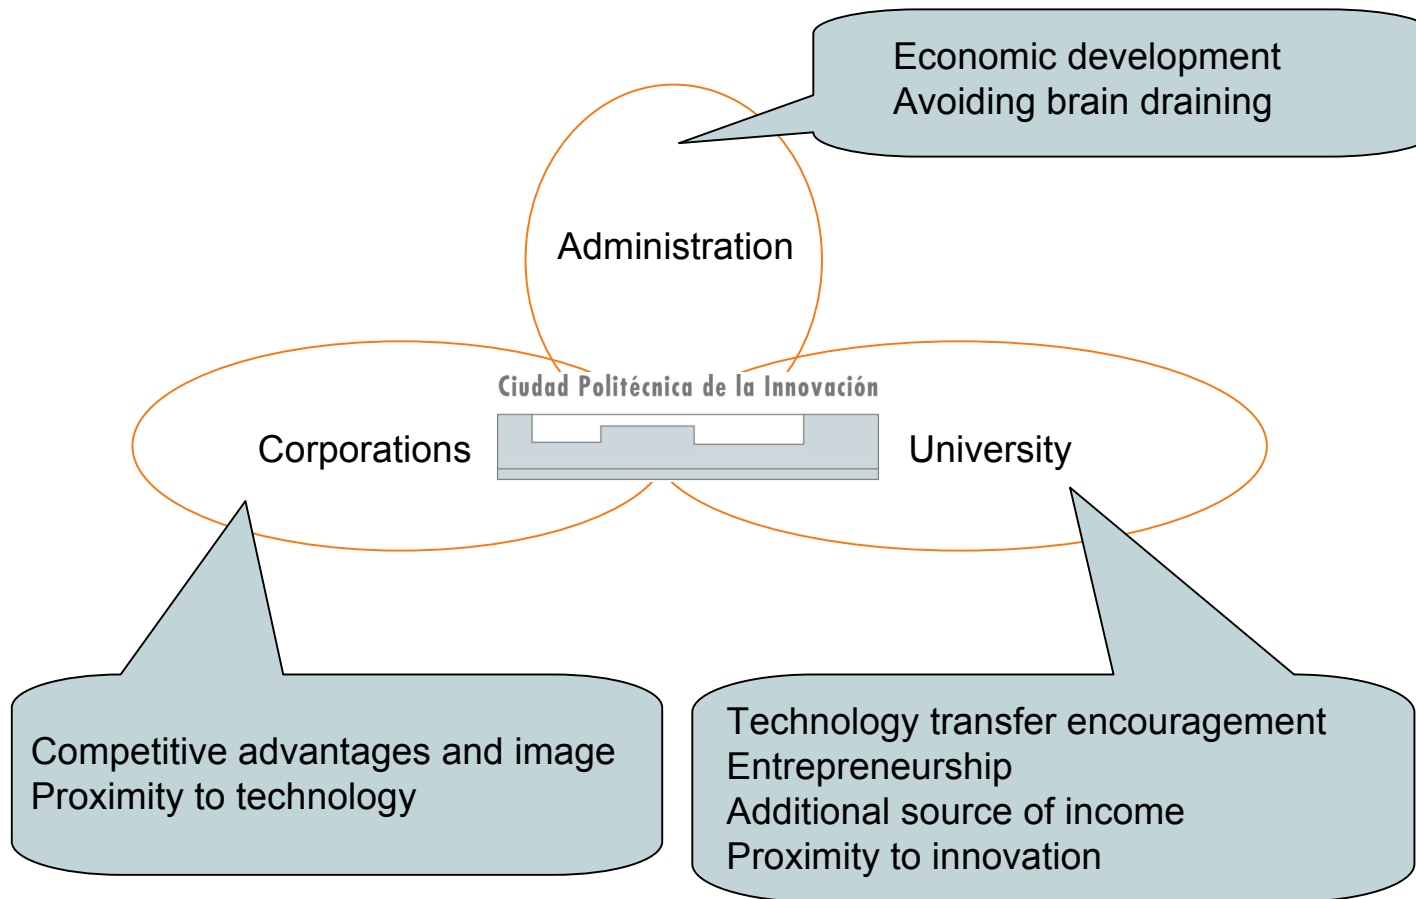 Economic development
Avoiding brain draining
Administration
Ciudad Politécnica de la Innovación
Corporations
University
Competitive advantages and image
Proximity to technology
Technology transfer encouragement
Entrepreneurship
Additional source of income
Proximity to innovation